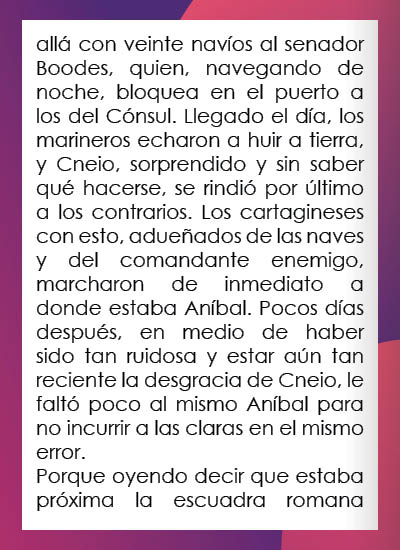 allá con veinte navíos al senador
Boodes, quien, navegando de
noche, bloquea en el puerto a
los del Cónsul. Llegado el día, los
marineros echaron a huir a tierra,
y Cneio, sorprendido y sin saber
qué hacerse, se rindió por último
a los contrarios. Los cartagineses
con esto, adueñados de las naves
y del comandante enemigo,
marcharon de inmediato a
donde estaba Aníbal. Pocos días
después, en medio de haber
sido tan ruidosa y estar aún tan
reciente la desgracia de Cneio, le
faltó poco al mismo Aníbal para
no incurrir a las claras en el mismo
error.
Porque oyendo decir que estaba
próxima la escuadra romana